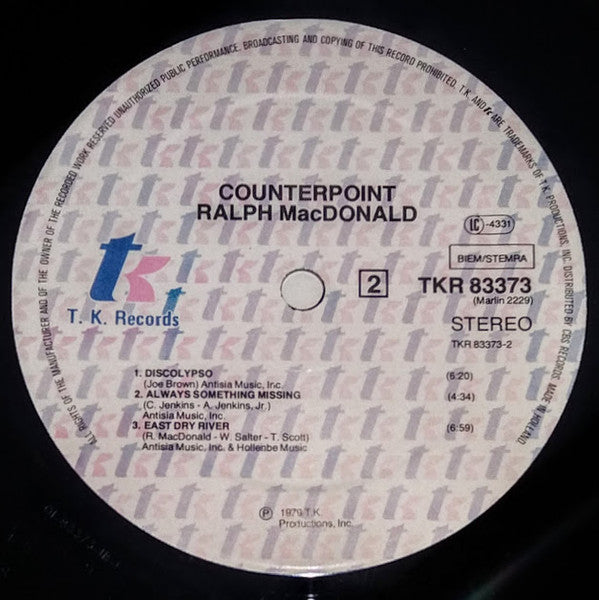 ALL RIGHTS OF THE MANUFACTURER AND OF THE OWNER OF THE RECORDED WORK RESERVED UNAUTHORIZED PUBLIC PERFORMANCE, BROADCASTING AND COPYING OF THIS RECORD PROHIBITED. T.K. AND tk ARE TRADEMARKS OF T.K. PRODUCTIONS, INC. DISTRIBUTED BY CBS RECORDS. MADE IN HOLLAND
COUNTERPOINT
RALPH MacDONALD
tk
T. K. Records
LC -4331
BIEM/STEMRA
2 TKR 83373
(Marlin 2229)
STEREO
TKR 83373-2
1. DISCOLYPSO (6:20)
(Joe Brown) Antisia Music, Inc.
2. ALWAYS SOMETHING MISSING (4:34)
(C. Jenkins - A. Jenkins, Jr.)
Antisia Music, Inc.
3. EAST DRY RIVER (6:59)
(R. MacDonald - W. Salter - T. Scott)
Antisia Music, Inc. & Hollenbe Music
℗ 1979 T.K.
Productions, Inc.